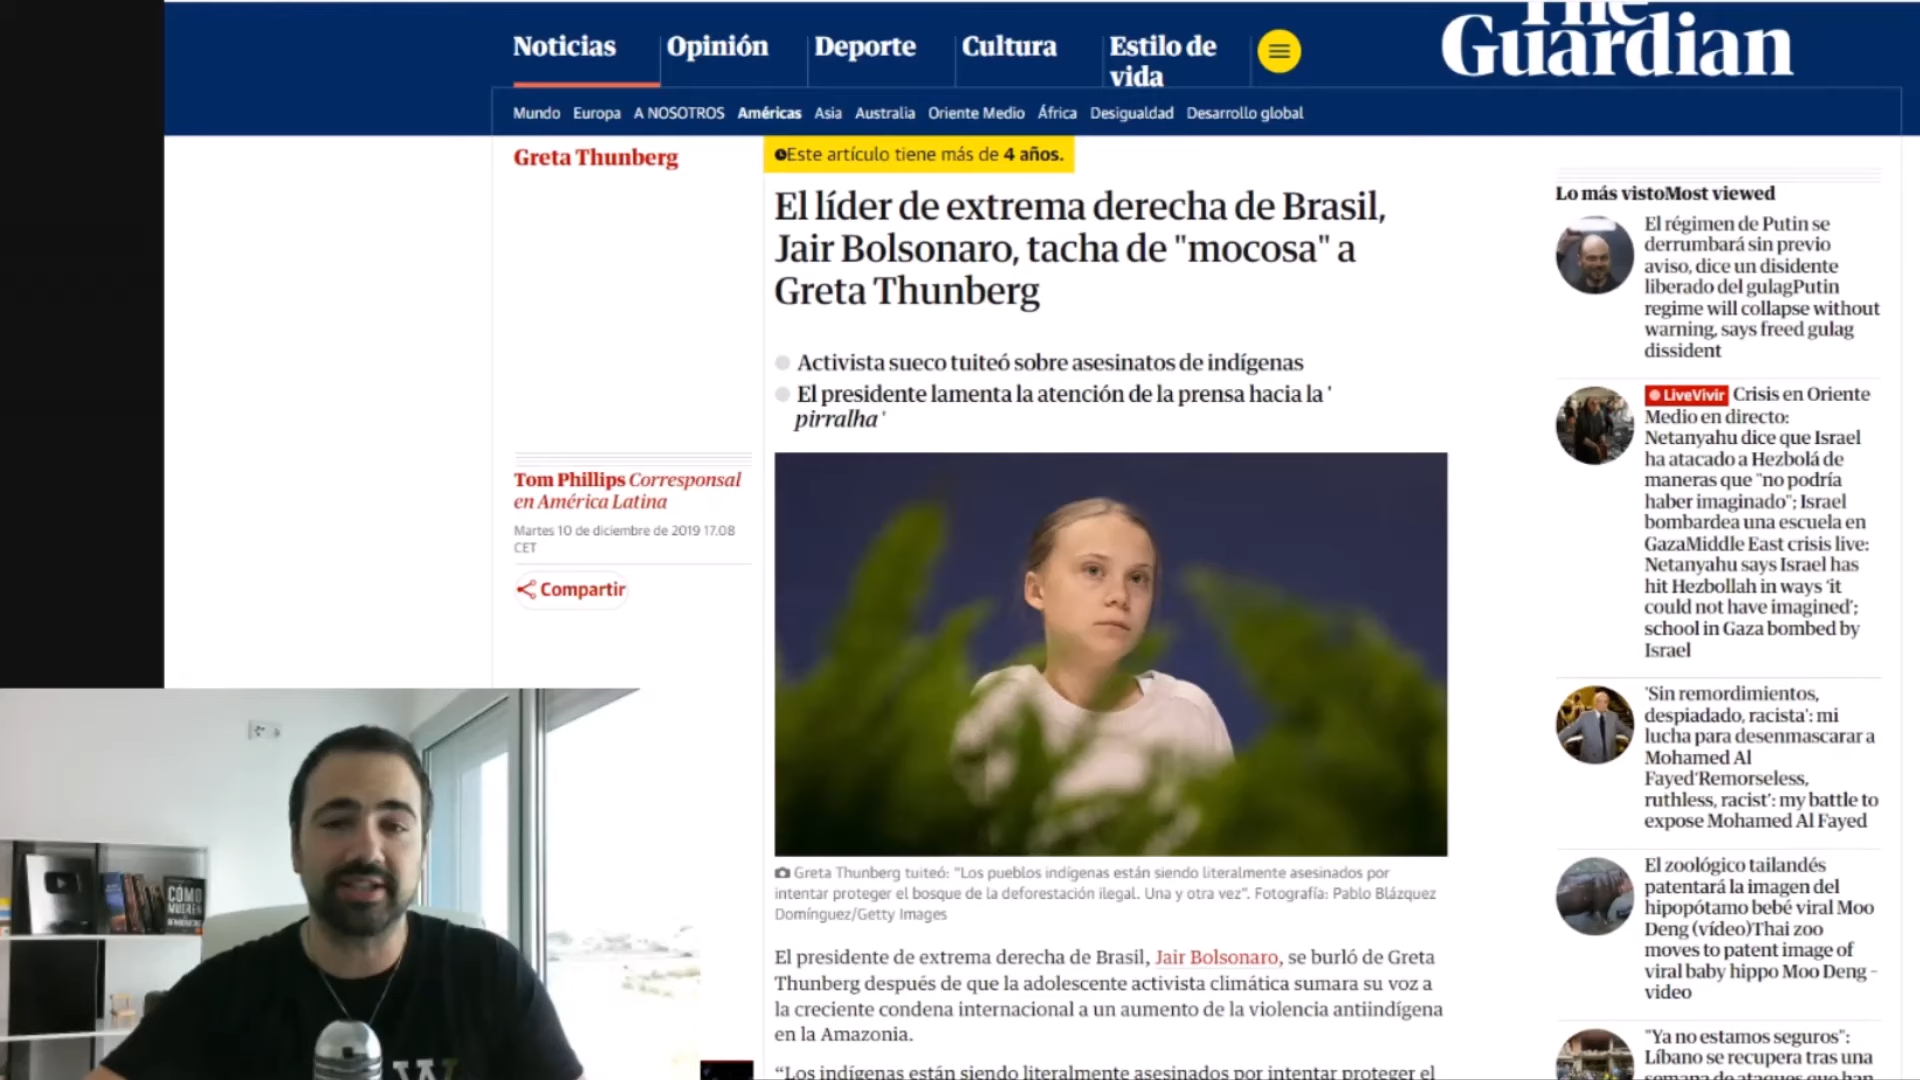 The
Guardian
Noticias
Opinión
Deporte
Cultura
Estilo de
vida
Mundo Europa A NOSOTROS Américas Asia Australia Oriente Medio África Desigualdad Desarrollo global
Greta Thunberg
Este artículo tiene más de 4 años.
El líder de extrema derecha de Brasil,
Jair Bolsonaro, tacha de "mocosa" a
Greta Thunberg
Activista sueco tuiteó sobre asesinatos de indígenas
El presidente lamenta la atención de la prensa hacia la '
pirralha '
Tom Phillips Corresponsal
en América Latina
Martes 10 de diciembre de 2019 17.08
CET
Compartir
Greta Thunberg tuiteó: "Los pueblos indígenas están siendo literalmente asesinados por
intentar proteger el bosque de la deforestación ilegal. Una y otra vez". Fotografía: Pablo Blázquez
Domínguez/Getty Images
El presidente de extrema derecha de Brasil, Jair Bolsonaro, se burló de Greta
Thunberg después de que la adolescente activista climática sumara su voz a
la creciente condena internacional a un aumento de la violencia antiindígena
en la Amazonia.
“Los indígenas están siendo literalmente asesinados por intentar proteger el
Lo más vistoMost viewed
El régimen de Putin se
derrumbará sin previo
aviso, dice un disidente
liberado del gulagPutin
regime will collapse without
warning, says freed gulag
dissident
LiveVivir Crisis en Oriente
Medio en directo:
Netanyahu dice que Israel
ha atacado a Hezbolá de
maneras que "no podría
haber imaginado"; Israel
bombardea una escuela en
GazaMiddle East crisis live:
Netanyahu says Israel has
hit Hezbollah in ways ‘it
could not have imagined’;
school in Gaza bombed by
Israel
'Sin remordimientos,
despiadado, racista': mi
lucha para desenmascarar a
Mohamed Al
Fayed‘Remorseless,
ruthless, racist’: my battle to
expose Mohamed Al Fayed
El zoológico tailandés
patentará la imagen del
hipopótamo bebé viral Moo
Deng (vídeo)Thai zoo
moves to patent image of
viral baby hippo Moo Deng –
video
"Ya no estamos seguros":
Líbano se recupera tras una
semana de ataques que han
CÓMO
MUEREN
W